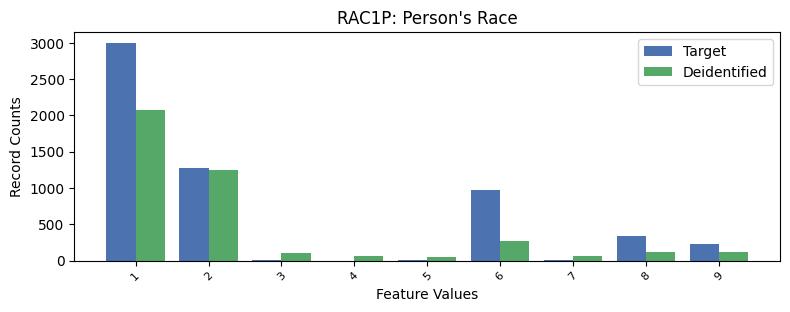 RAC1P: Person's Race
Target
Deidentified
Record Counts
3000
2500
2000
1500
1000
500
0
1 2 3 4 5 6 7 8 9
Feature Values